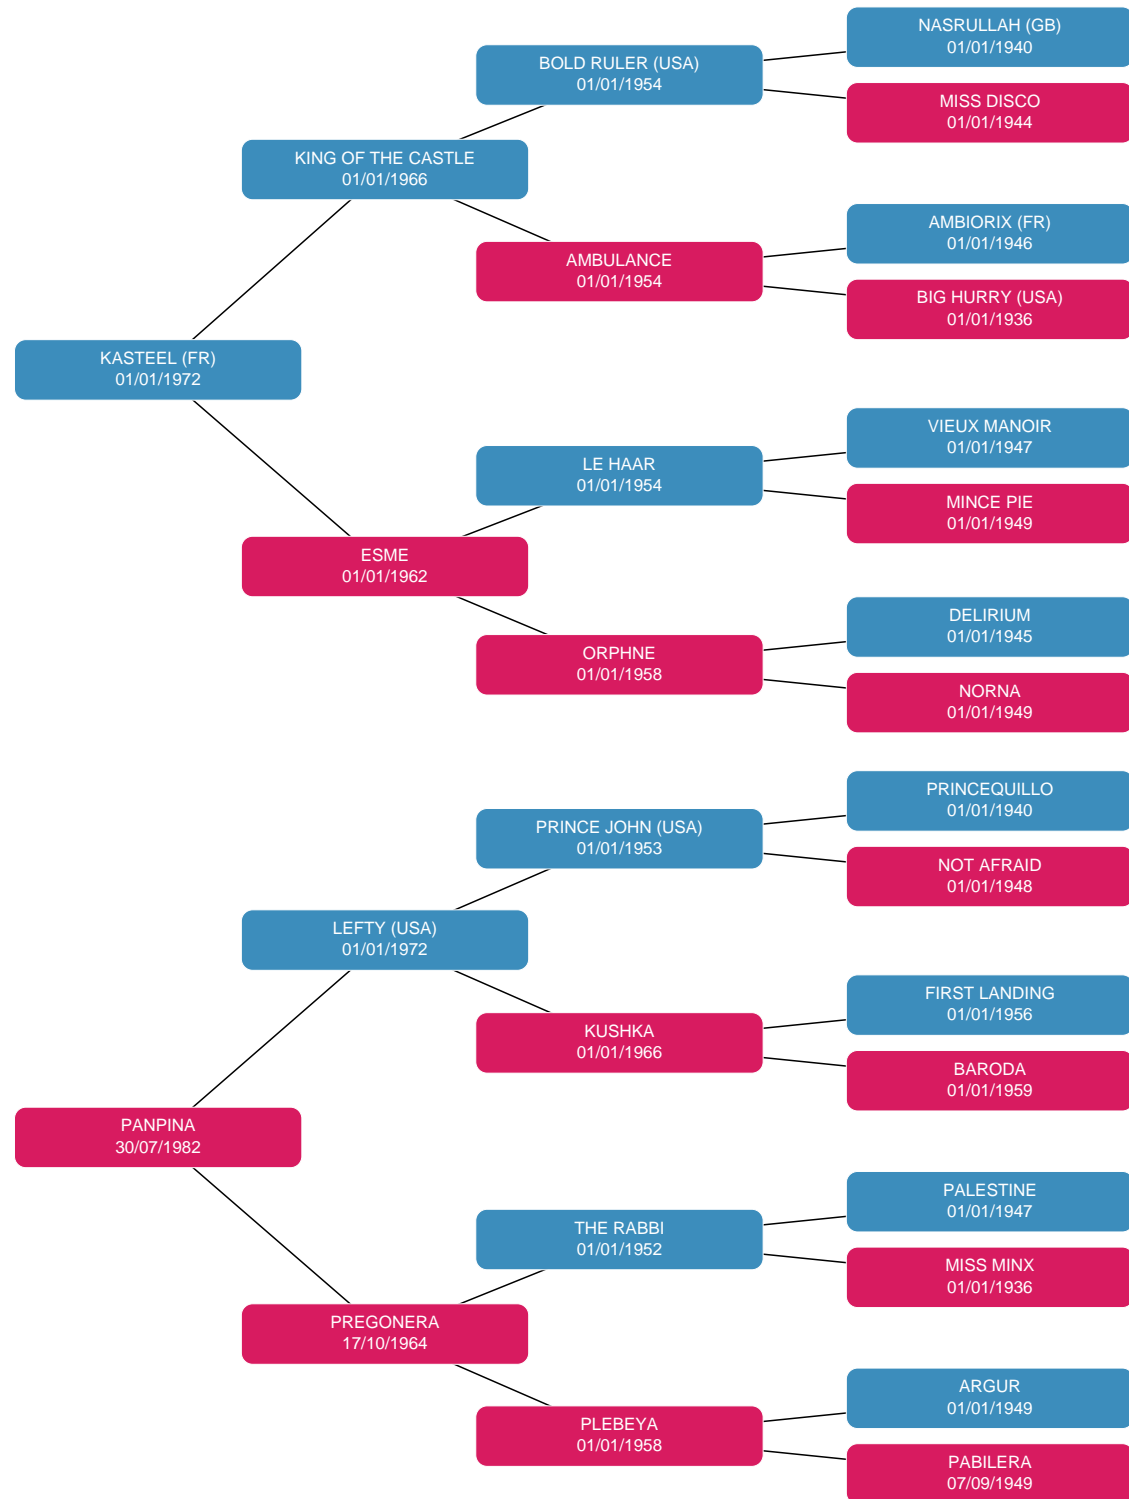 NASRULLAH (GB)
01/01/1940
BOLD RULER (USA)
01/01/1954
MISS DISCO
01/01/1944
KING OF THE CASTLE
01/01/1966
AMBIORIX (FR)
01/01/1946
AMBULANCE
01/01/1954
BIG HURRY (USA)
01/01/1936
KASTEEL (FR)
01/01/1972
VIEUX MANOIR
01/01/1947
LE HAAR
01/01/1954
MINCE PIE
01/01/1949
ESME
01/01/1962
DELIRIUM
01/01/1945
ORPHNE
01/01/1958
NORNA
01/01/1949
PRINCEQUILLO
01/01/1940
PRINCE JOHN (USA)
01/01/1953
NOT AFRAID
01/01/1948
LEFTY (USA)
01/01/1972
FIRST LANDING
01/01/1956
KUSHKA
01/01/1966
BARODA
01/01/1959
PANPINA
30/07/1982
PALESTINE
01/01/1947
THE RABBI
01/01/1952
MISS MINX
01/01/1936
PREGONERA
17/10/1964
ARGUR
01/01/1949
PLEBEYA
01/01/1958
PABILERA
07/09/1949